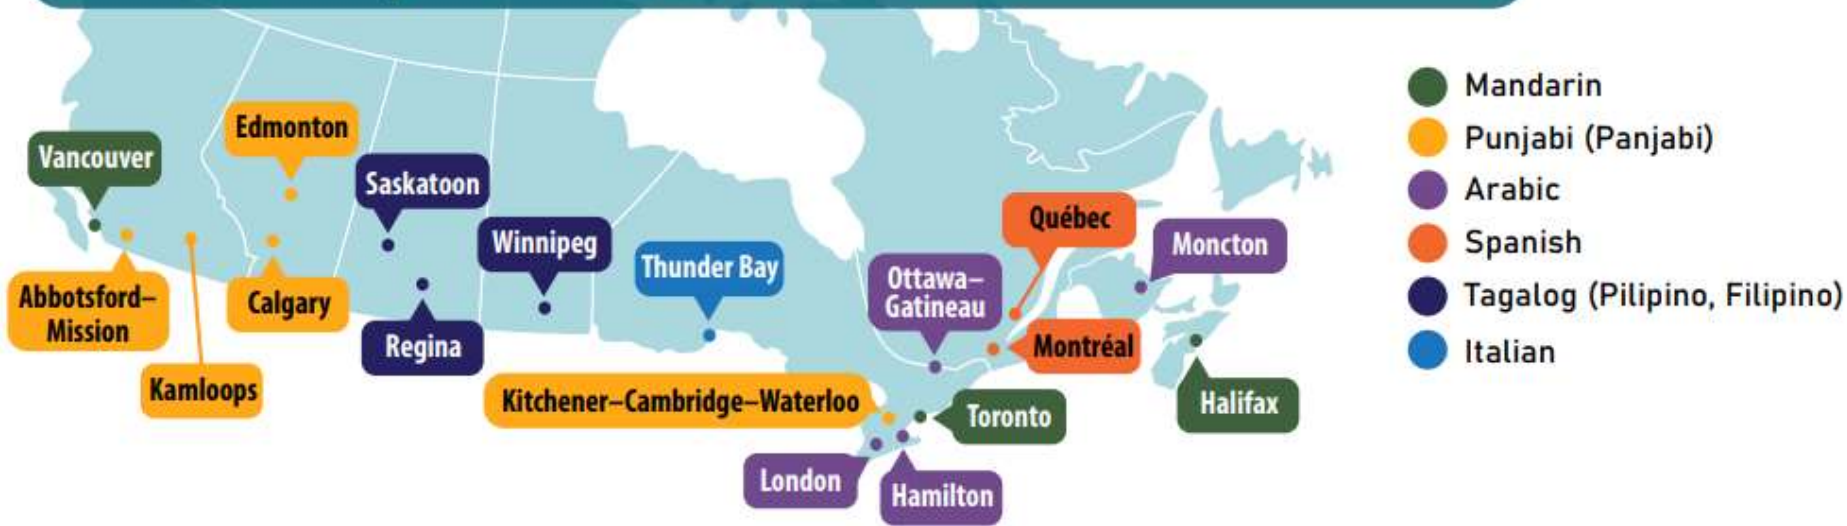 Vancouver
Edmonton
Saskatoon
Winnipeg
Thunder Bay
Ottawa–
Gatineau
Québec
Moncton
Abbotsford–
Mission
Kamloops
Calgary
Regina
Kitchener–Cambridge–Waterloo
Toronto
Montréal
Halifax
London
Hamilton
Mandarin
Punjabi (Panjabi)
Arabic
Spanish
Tagalog (Pilipino, Filipino)
Italian